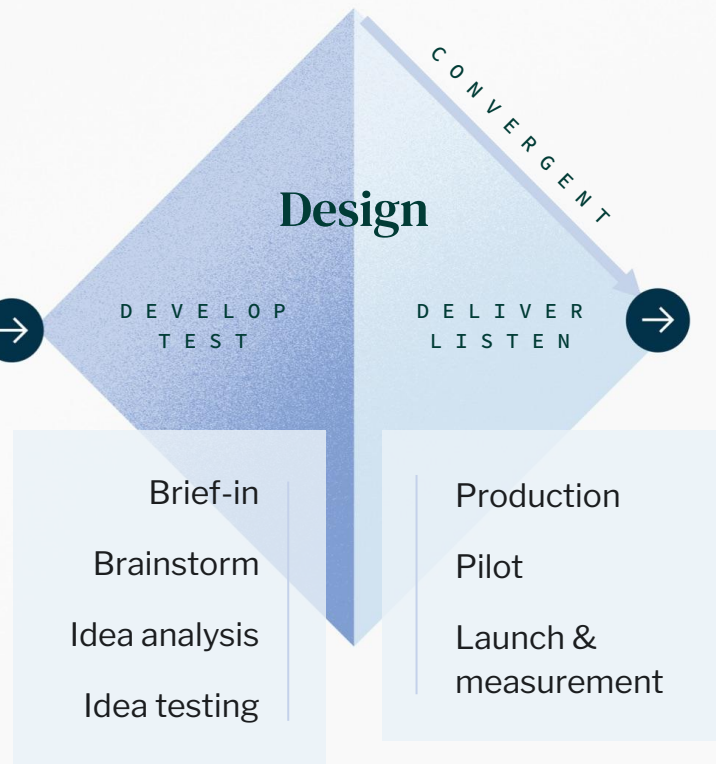 CONVERGENT
Design
DEVELOP
TEST
DELIVER
LISTEN
Brief-in
Brainstorm
Idea analysis
Idea testing
Production
Pilot
Launch &
measurement